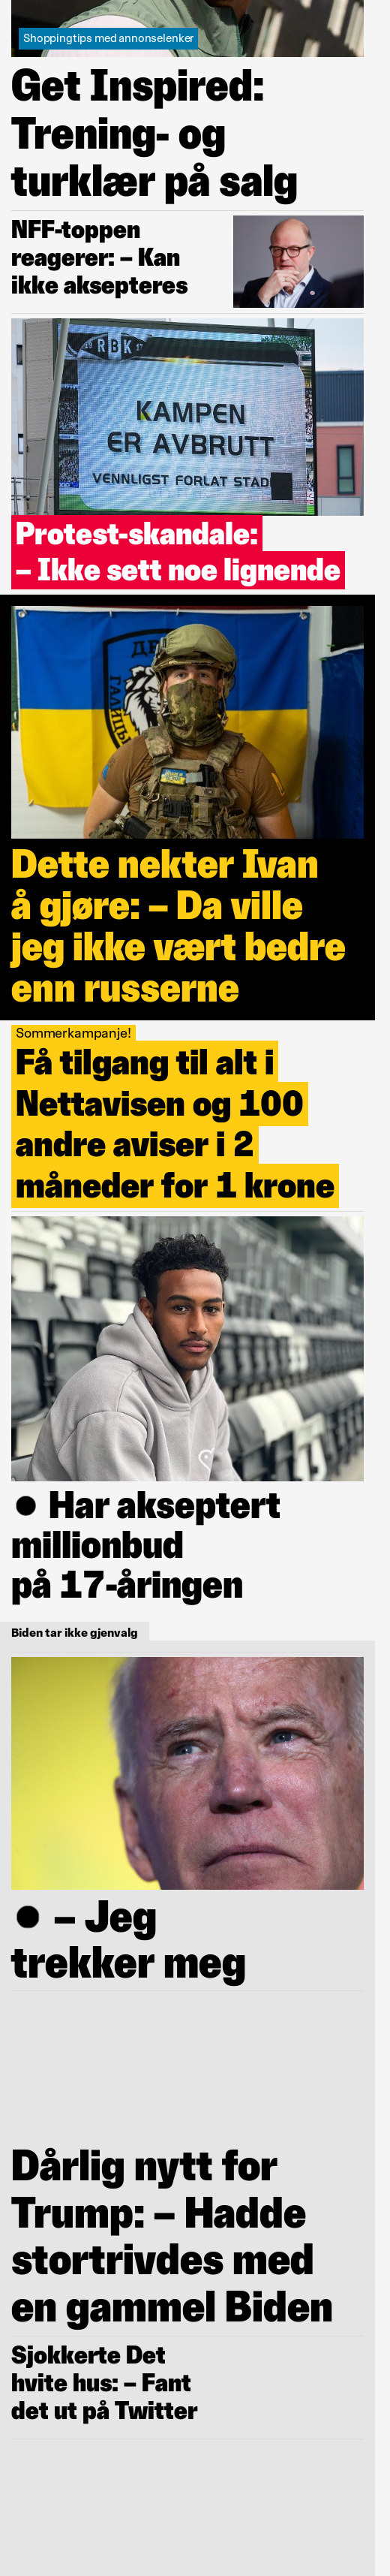 Shoppingtips med annonselenker
Get Inspired:
Trening- og
turklær på salg
NFF-toppen
reagerer: – Kan
ikke aksepteres
RBK
KAMPEN
ER AVBRUTT
VENNLIGST FORLAT STAD
Protest-skandale:
– Ikke sett noe lignende
Dette nekter Ivan
å gjøre: – Da ville
jeg ikke vært bedre
enn russerne
Sommerkampanje!
Få tilgang til alt i
Nettavisen og 100
andre aviser i 2
måneder for 1 krone
● Har akseptert
millionbud
på 17-åringen
Biden tar ikke gjenvalg
● – Jeg
trekker meg
Dårlig nytt for
Trump: – Hadde
stortrivdes med
en gammel Biden
Sjokkerte Det
hvite hus: – Fant
det ut på Twitter